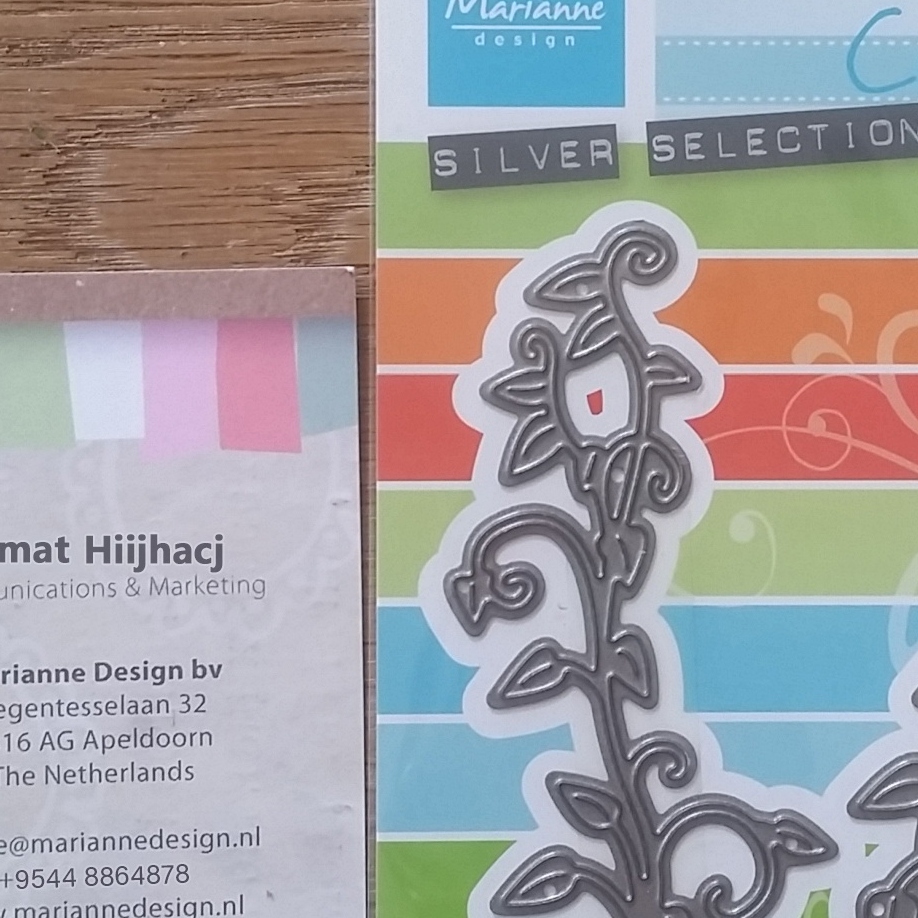 Marianne
design
SILVER SELECTION
mat Hiijhacj
unications & Marketing
rianne Design bv
egentesselaan 32
16 AG Apeldoorn
The Netherlands
e@mariannedesign.nl
+9544 8864878
.mariannedesign.nl